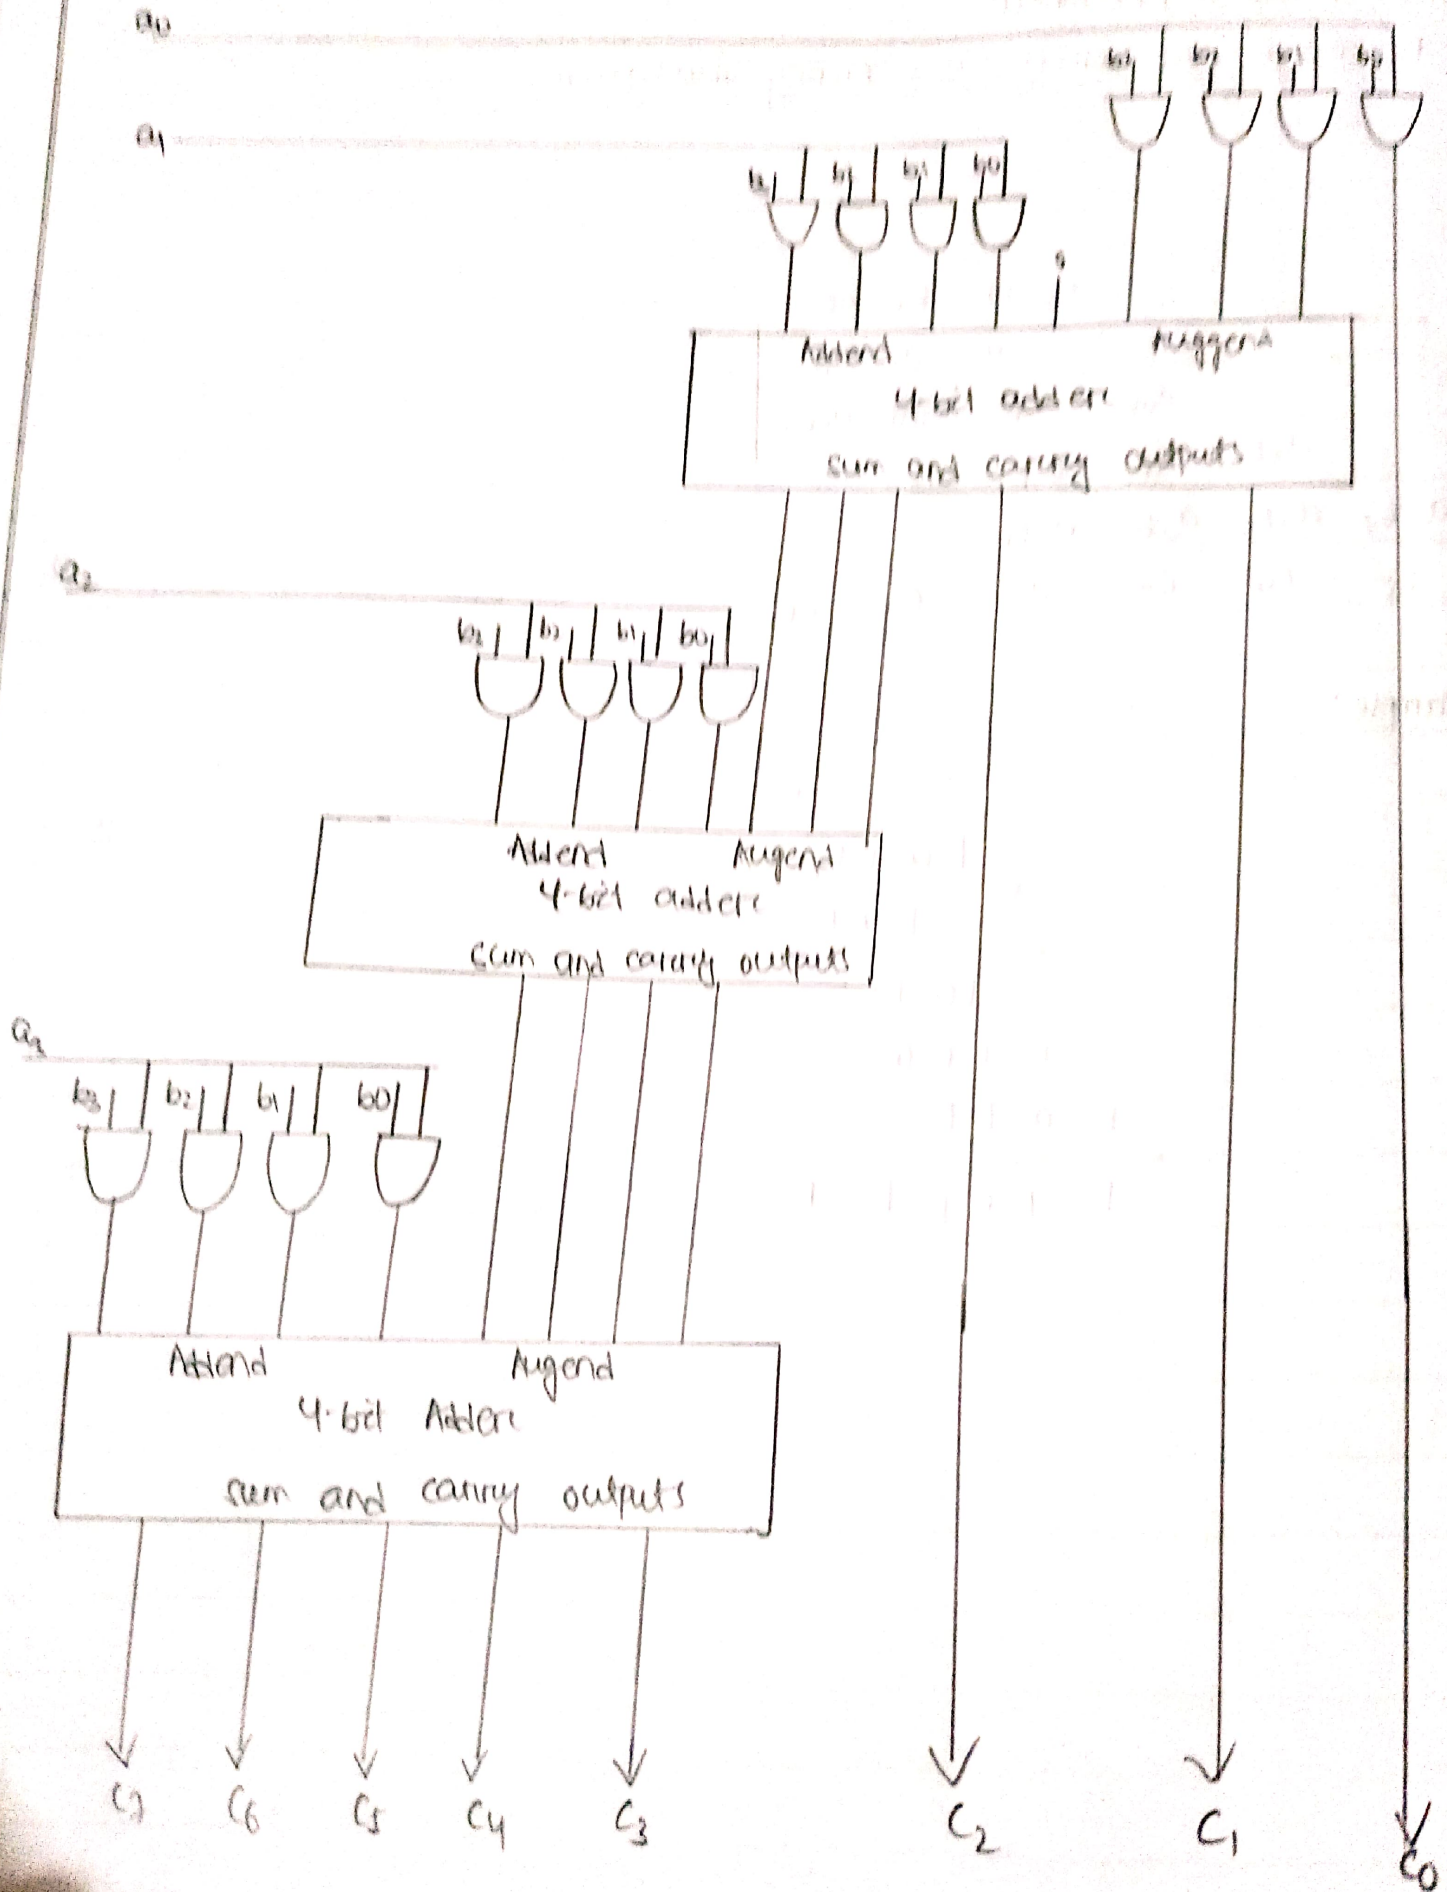 a0
b3 b2 b1 b0
a1
b3 b2 b1 b0
0
Addend Auggend
4-bit adder
sum and carry outputs
a2
b3 b2 b1 b0
Addend Augend
4-bit adder
sum and carry outputs
a3
b3 b2 b1 b0
Addend Augend
4-bit Adder
sum and carry outputs
C7 C6 C5 C4 C3 C2 C1 C0